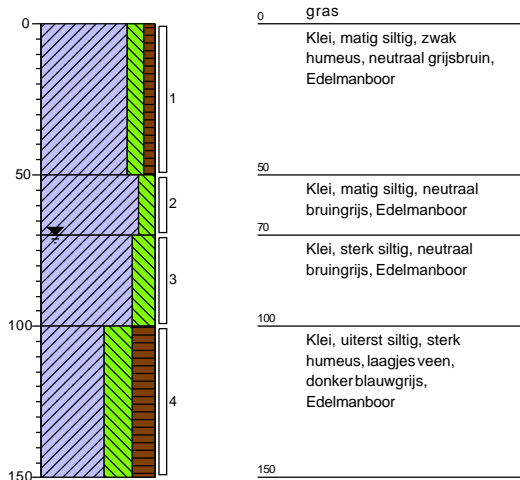 0
50
100
150
1
2
3
4
0
gras
Klei, matig siltig, zwak
humeus, neutraal grijsbruin,
Edelmanboor
50
Klei, matig siltig, neutraal
bruingrijs, Edelmanboor
70
Klei, sterk siltig, neutraal
bruingrijs, Edelmanboor
100
Klei, uiterst siltig, sterk
humeus, laagjes veen,
donker blauwgrijs,
Edelmanboor
150